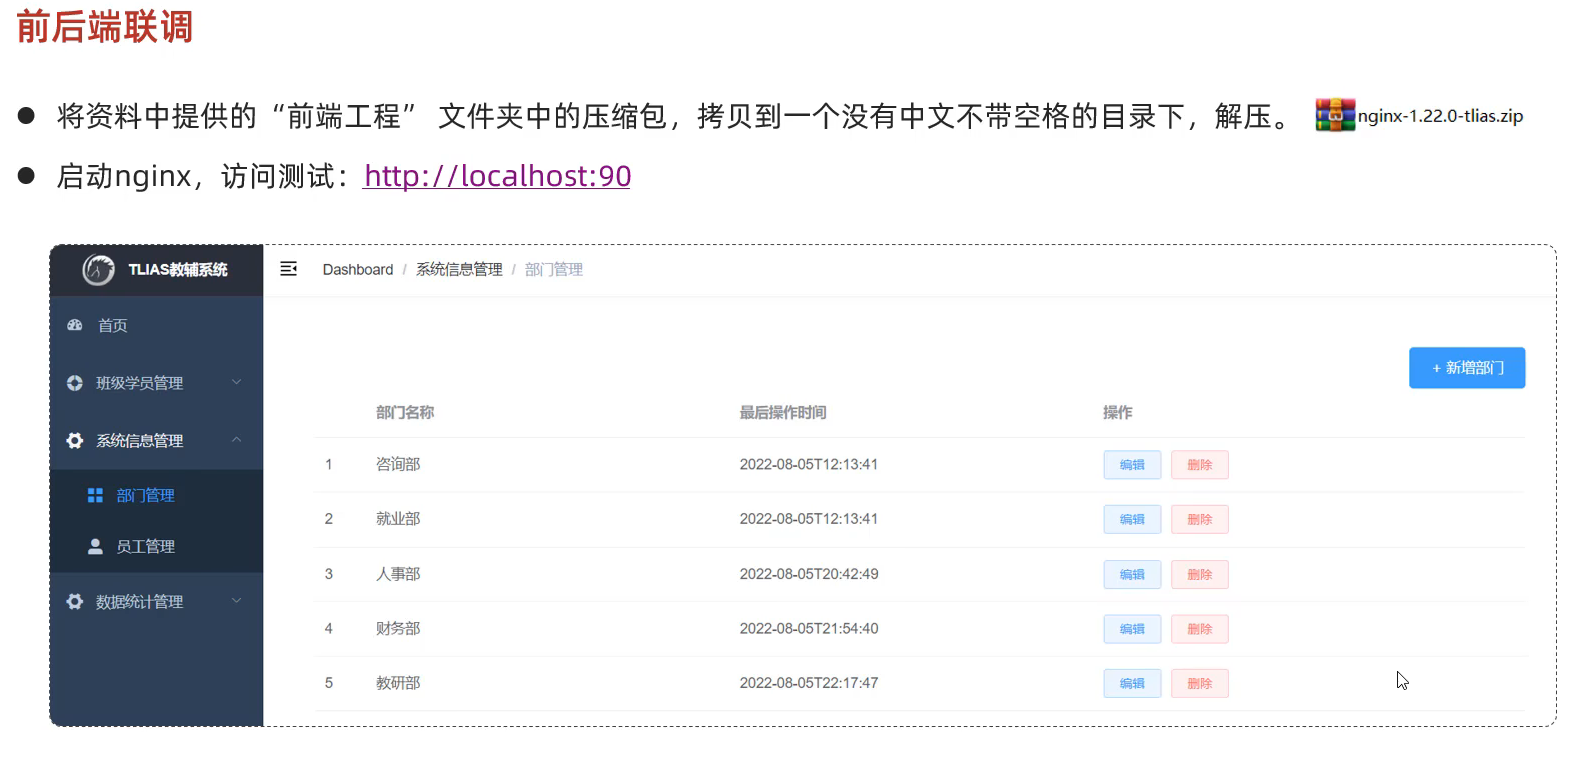 前后端联调
● 将资料中提供的“前端工程” 文件夹中的压缩包，拷贝到一个没有中文不带空格的目录下，解压。 nginx-1.22.0-tlias.zip
● 启动nginx，访问测试：http://localhost:90
TLIAS教辅系统 Dashboard / 系统信息管理 / 部门管理
首页
班级学员管理
系统信息管理
部门管理
员工管理
数据统计管理
+ 新增部门
部门名称 最后操作时间 操作
1 咨询部 2022-08-05T12:13:41 编辑 删除
2 就业部 2022-08-05T12:13:41 编辑 删除
3 人事部 2022-08-05T20:42:49 编辑 删除
4 财务部 2022-08-05T21:54:40 编辑 删除
5 教研部 2022-08-05T22:17:47 编辑 删除